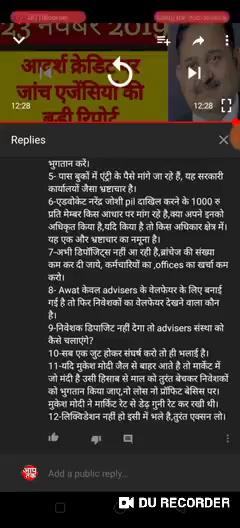 23 नवंबर 2019
आदर्श क्रेडिट पर
जांच एजेंसियों की
बड़ी रिपोर्ट
12:28
12:28
Replies
भुगतान करें।
5- पास बुकों में एंट्री के पैसे मांगे जा रहे हैं, यह सरकारी
कार्यालयों जैसा भ्रष्टाचार है।
6-एडवोकेट नरेंद्र जोशी pil दाखिल करने के 1000 रु
प्रति मेम्बर किस आधार पर मांग रहे है,क्या अपने इनको
अधिकृत किया है,यदि किया है तो किस अधिकार क्षेत्र में।
यह एक और भ्रष्टाचार का नमूना है।
7-अभी डिपॉजिट्स नहीं आ रही है,ब्रांचेज की संख्या
कम कर दी जाये, कर्मचारियों का ,offices का खर्चा कम
करो।
8- Awat केवल advisers के वेलफेयर के लिए बनाई
गई है तो फिर निवेशकों का वेलफेयर देखने वाला कौन
है।
9-निवेशक डिपाजिट नहीं देगा तो advisers संस्था को
कैसे चलाएंगे?
10-सब एक जुट होकर संघर्ष करो तो ही भलाई है।
11-यदि मुकेश मोदी जैल से बाहर आते है तो मार्केट में
जो मंदी है उसी हिसाब से माल को तुरंत बेचकर निवेशकों
को भुगतान किया जाए,नो लोस नो प्रॉफिट बेसिस पर।
मुकेश मोदी ने मार्किट रेट से डेढ़ गुनी रेट कर रखी थी।
12-लिक्विडेशन नहीं हो इसी में भले है,तुरंत एक्सन लो।
Add a public reply...
DU RECORDER